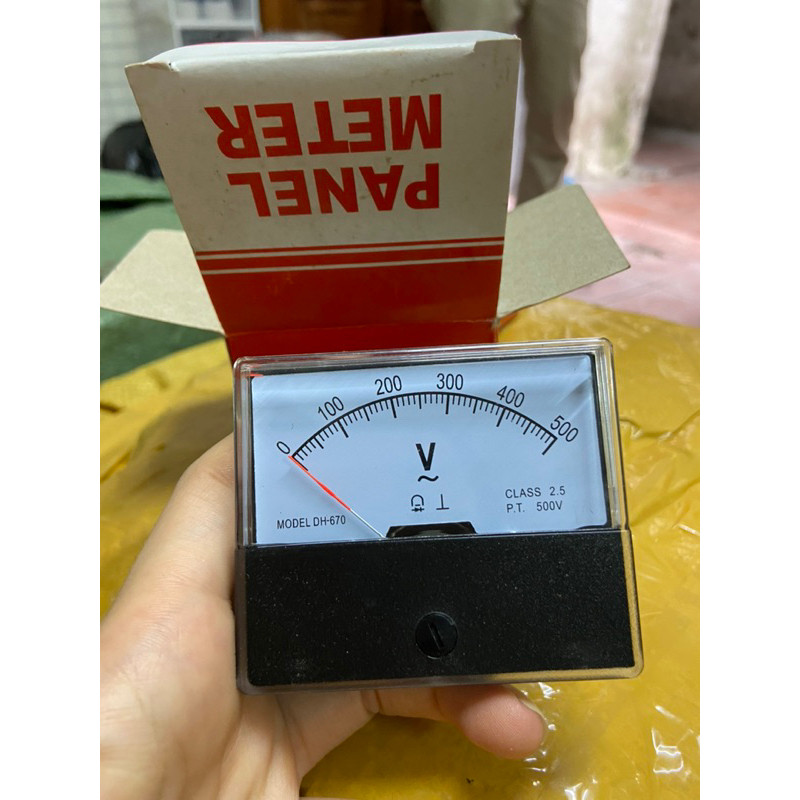 PANEL
METER
0 100 200 300 400 500
V
~
CLASS 2.5
P.T. 500V
MODEL DH-670